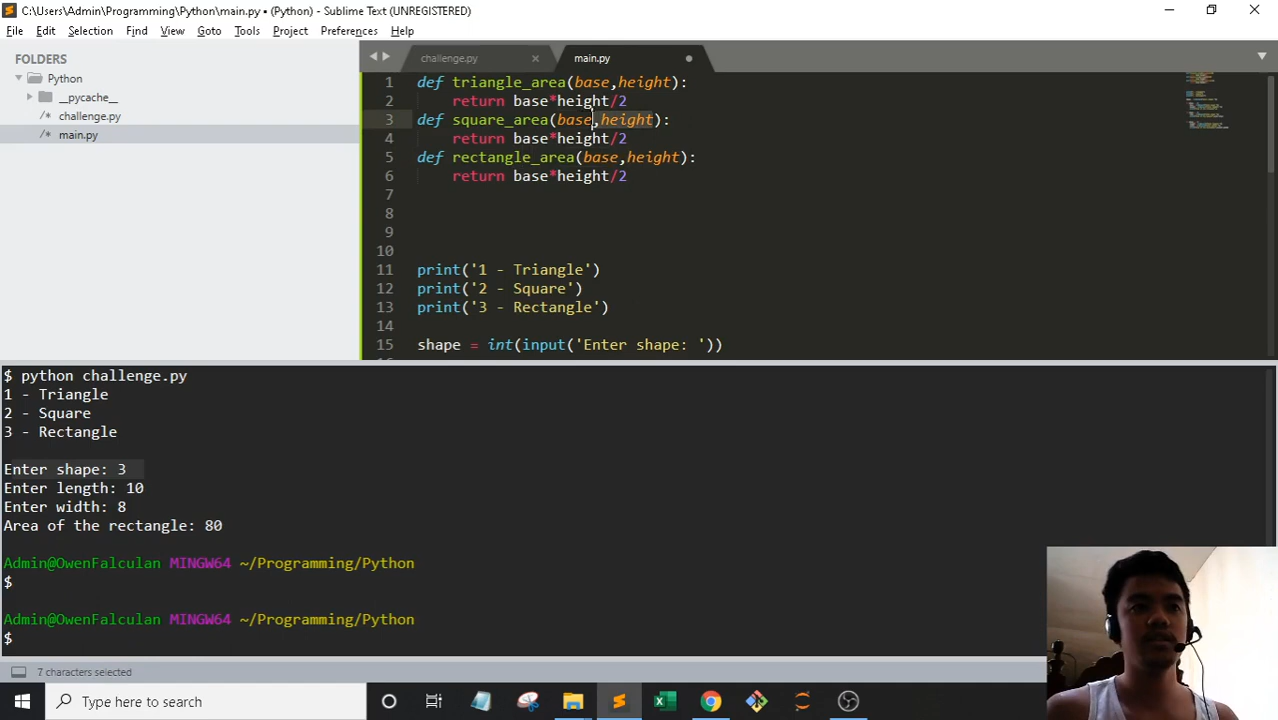 C:\Users\Admin\Programming\Python\main.py • (Python) - Sublime Text (UNREGISTERED)
File Edit Selection Find View Goto Tools Project Preferences Help
FOLDERS
Python
__pycache__
challenge.py
main.py
challenge.py main.py
1 def triangle_area(base,height):
2 return base*height/2
3 def square_area(base,height):
4 return base*height/2
5 def rectangle_area(base,height):
6 return base*height/2
7
8
9
10
11 print('1 - Triangle')
12 print('2 - Square')
13 print('3 - Rectangle')
14
15 shape = int(input('Enter shape: '))
$ python challenge.py
1 - Triangle
2 - Square
3 - Rectangle
Enter shape: 3
Enter length: 10
Enter width: 8
Area of the rectangle: 80
Admin@OwenFalculan MINGW64 ~/Programming/Python
$
Admin@OwenFalculan MINGW64 ~/Programming/Python
$
7 characters selected
Type here to search